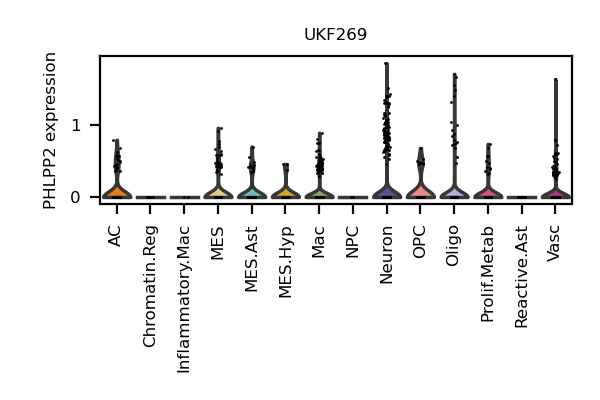 UKF269
PHLPP2 expression
1
0
AC
Chromatin.Reg
Inflammatory.Mac
MES
MES.Ast
MES.Hyp
Mac
NPC
Neuron
OPC
Oligo
Prolif.Metab
Reactive.Ast
Vasc